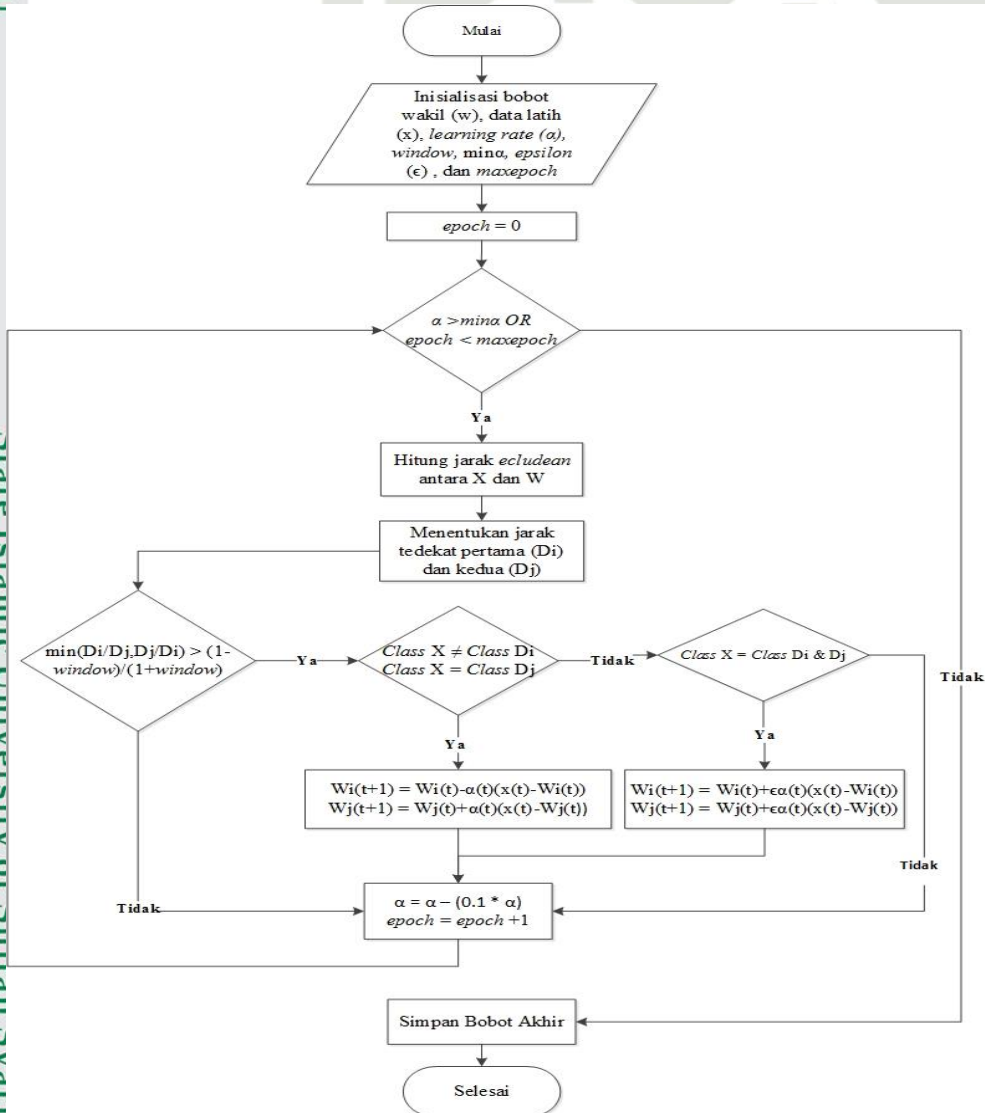 Mulai
Inisialisasi bobot
wakil (w), data latih
(x), learning rate (α),
window, minα, epsilon
(ϵ) , dan maxepoch
epoch = 0
α >minα OR
epoch < maxepoch
Ya
Hitung jarak ecludean
antara X dan W
Menentukan jarak
tedekat pertama (Di)
dan kedua (Dj)
min(Di/Dj,Dj/Di) > (1-
window)/(1+window)
Ya
Class X ≠ Class Di
Class X = Class Dj
Tidak
Class X = Class Di & Dj
Tidak
Ya
Ya
Wi(t+1) = Wi(t)-α(t)(x(t)-Wi(t))
Wj(t+1) = Wj(t)+α(t)(x(t)-Wj(t))
Wi(t+1) = Wi(t)+ϵα(t)(x(t)-Wi(t))
Wj(t+1) = Wj(t)+ϵα(t)(x(t)-Wj(t))
Tidak
Tidak
α = α – (0.1 * α)
epoch = epoch +1
Simpan Bobot Akhir
Selesai